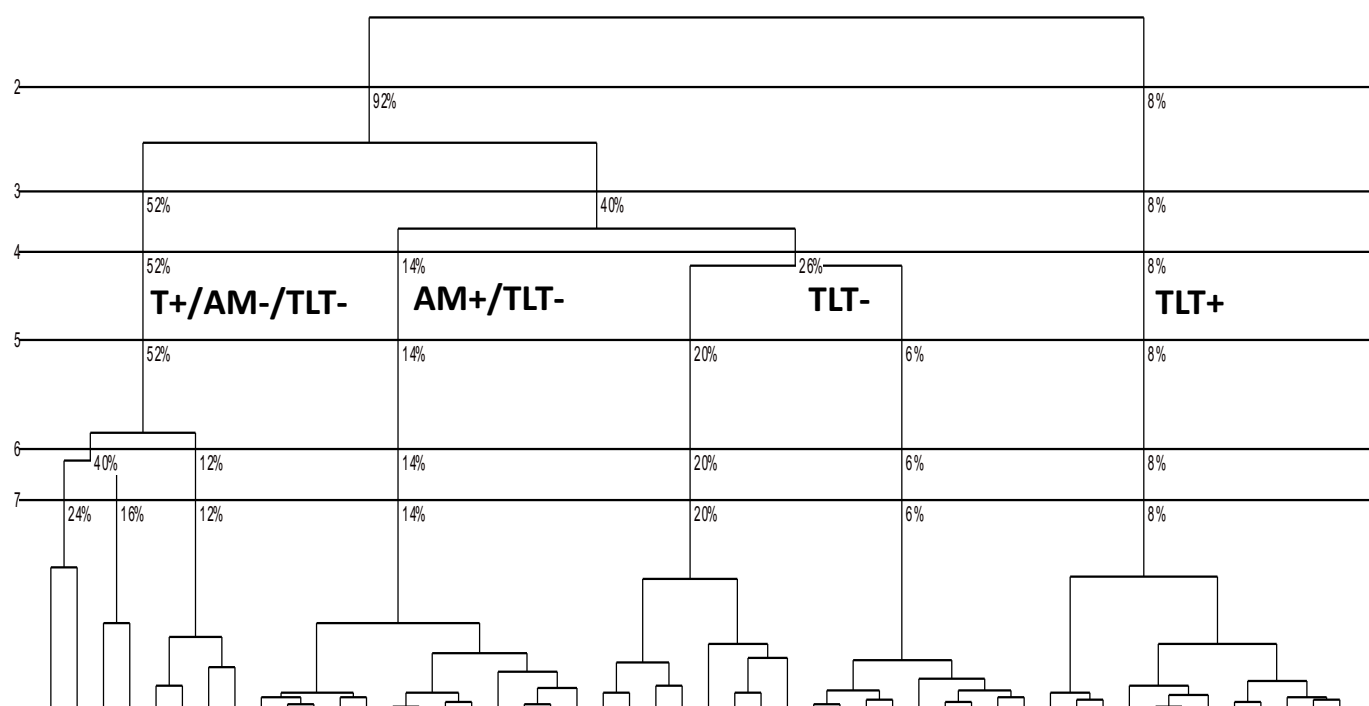 2 92% 8%
3 52% 40% 8%
4 52% 14% 26% 8%
T+/AM-/TLT- AM+/TLT- TLT- TLT+
5 52% 14% 20% 6% 8%
6 40% 12% 14% 20% 6% 8%
7 24% 16% 12% 14% 20% 6% 8%